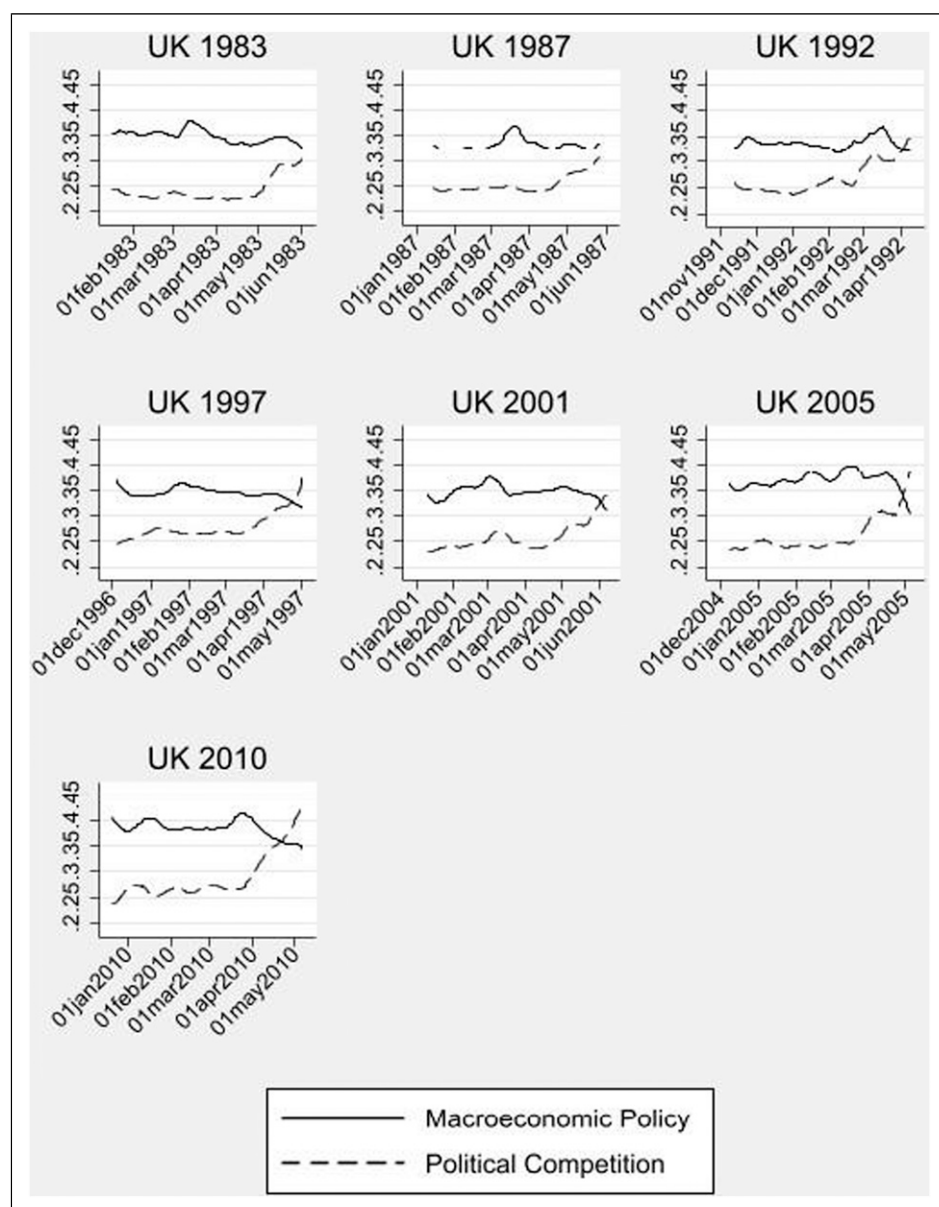 UK 1983
.2 .25 .3 .35 .4 .45
01feb1983
01mar1983
01apr1983
01may1983
01jun1983
UK 1987
.2 .25 .3 .35 .4 .45
01jan1987
01feb1987
01mar1987
01apr1987
01may1987
01jun1987
UK 1992
.2 .25 .3 .35 .4 .45
01nov1991
01dec1991
01jan1992
01feb1992
01mar1992
01apr1992
UK 1997
.2 .25 .3 .35 .4 .45
01dec1996
01jan1997
01feb1997
01mar1997
01apr1997
01may1997
UK 2001
.2 .25 .3 .35 .4 .45
01jan2001
01feb2001
01mar2001
01apr2001
01may2001
01jun2001
UK 2005
.2 .25 .3 .35 .4 .45
01dec2004
01jan2005
01feb2005
01mar2005
01apr2005
01may2005
UK 2010
.2 .25 .3 .35 .4 .45
01jan2010
01feb2010
01mar2010
01apr2010
01may2010
Macroeconomic Policy
Political Competition